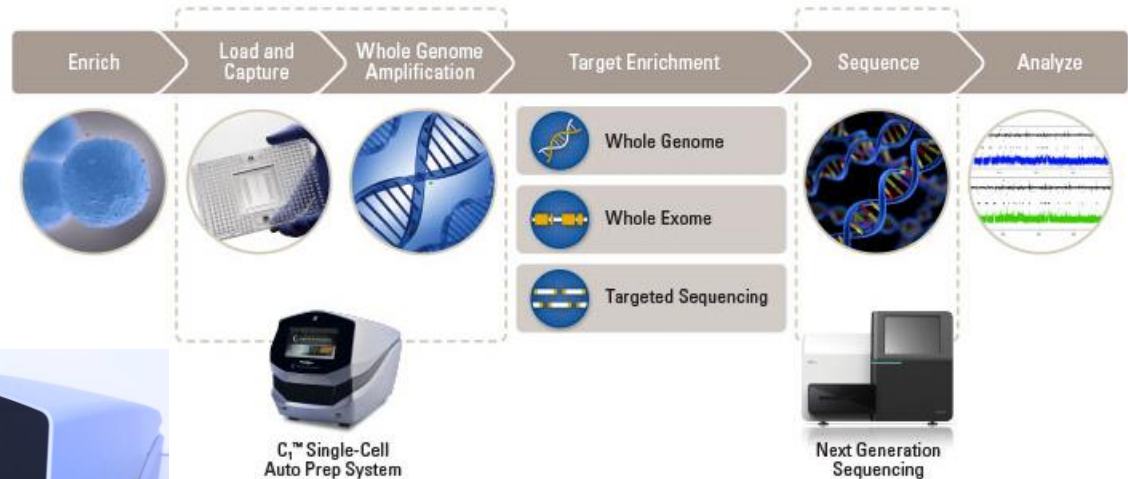 Enrich
Load and
Capture
Whole Genome
Amplification
Target Enrichment
Sequence
Analyze
Whole Genome
Whole Exome
Targeted Sequencing
C₁™ Single-Cell
Auto Prep System
Next Generation
Sequencing